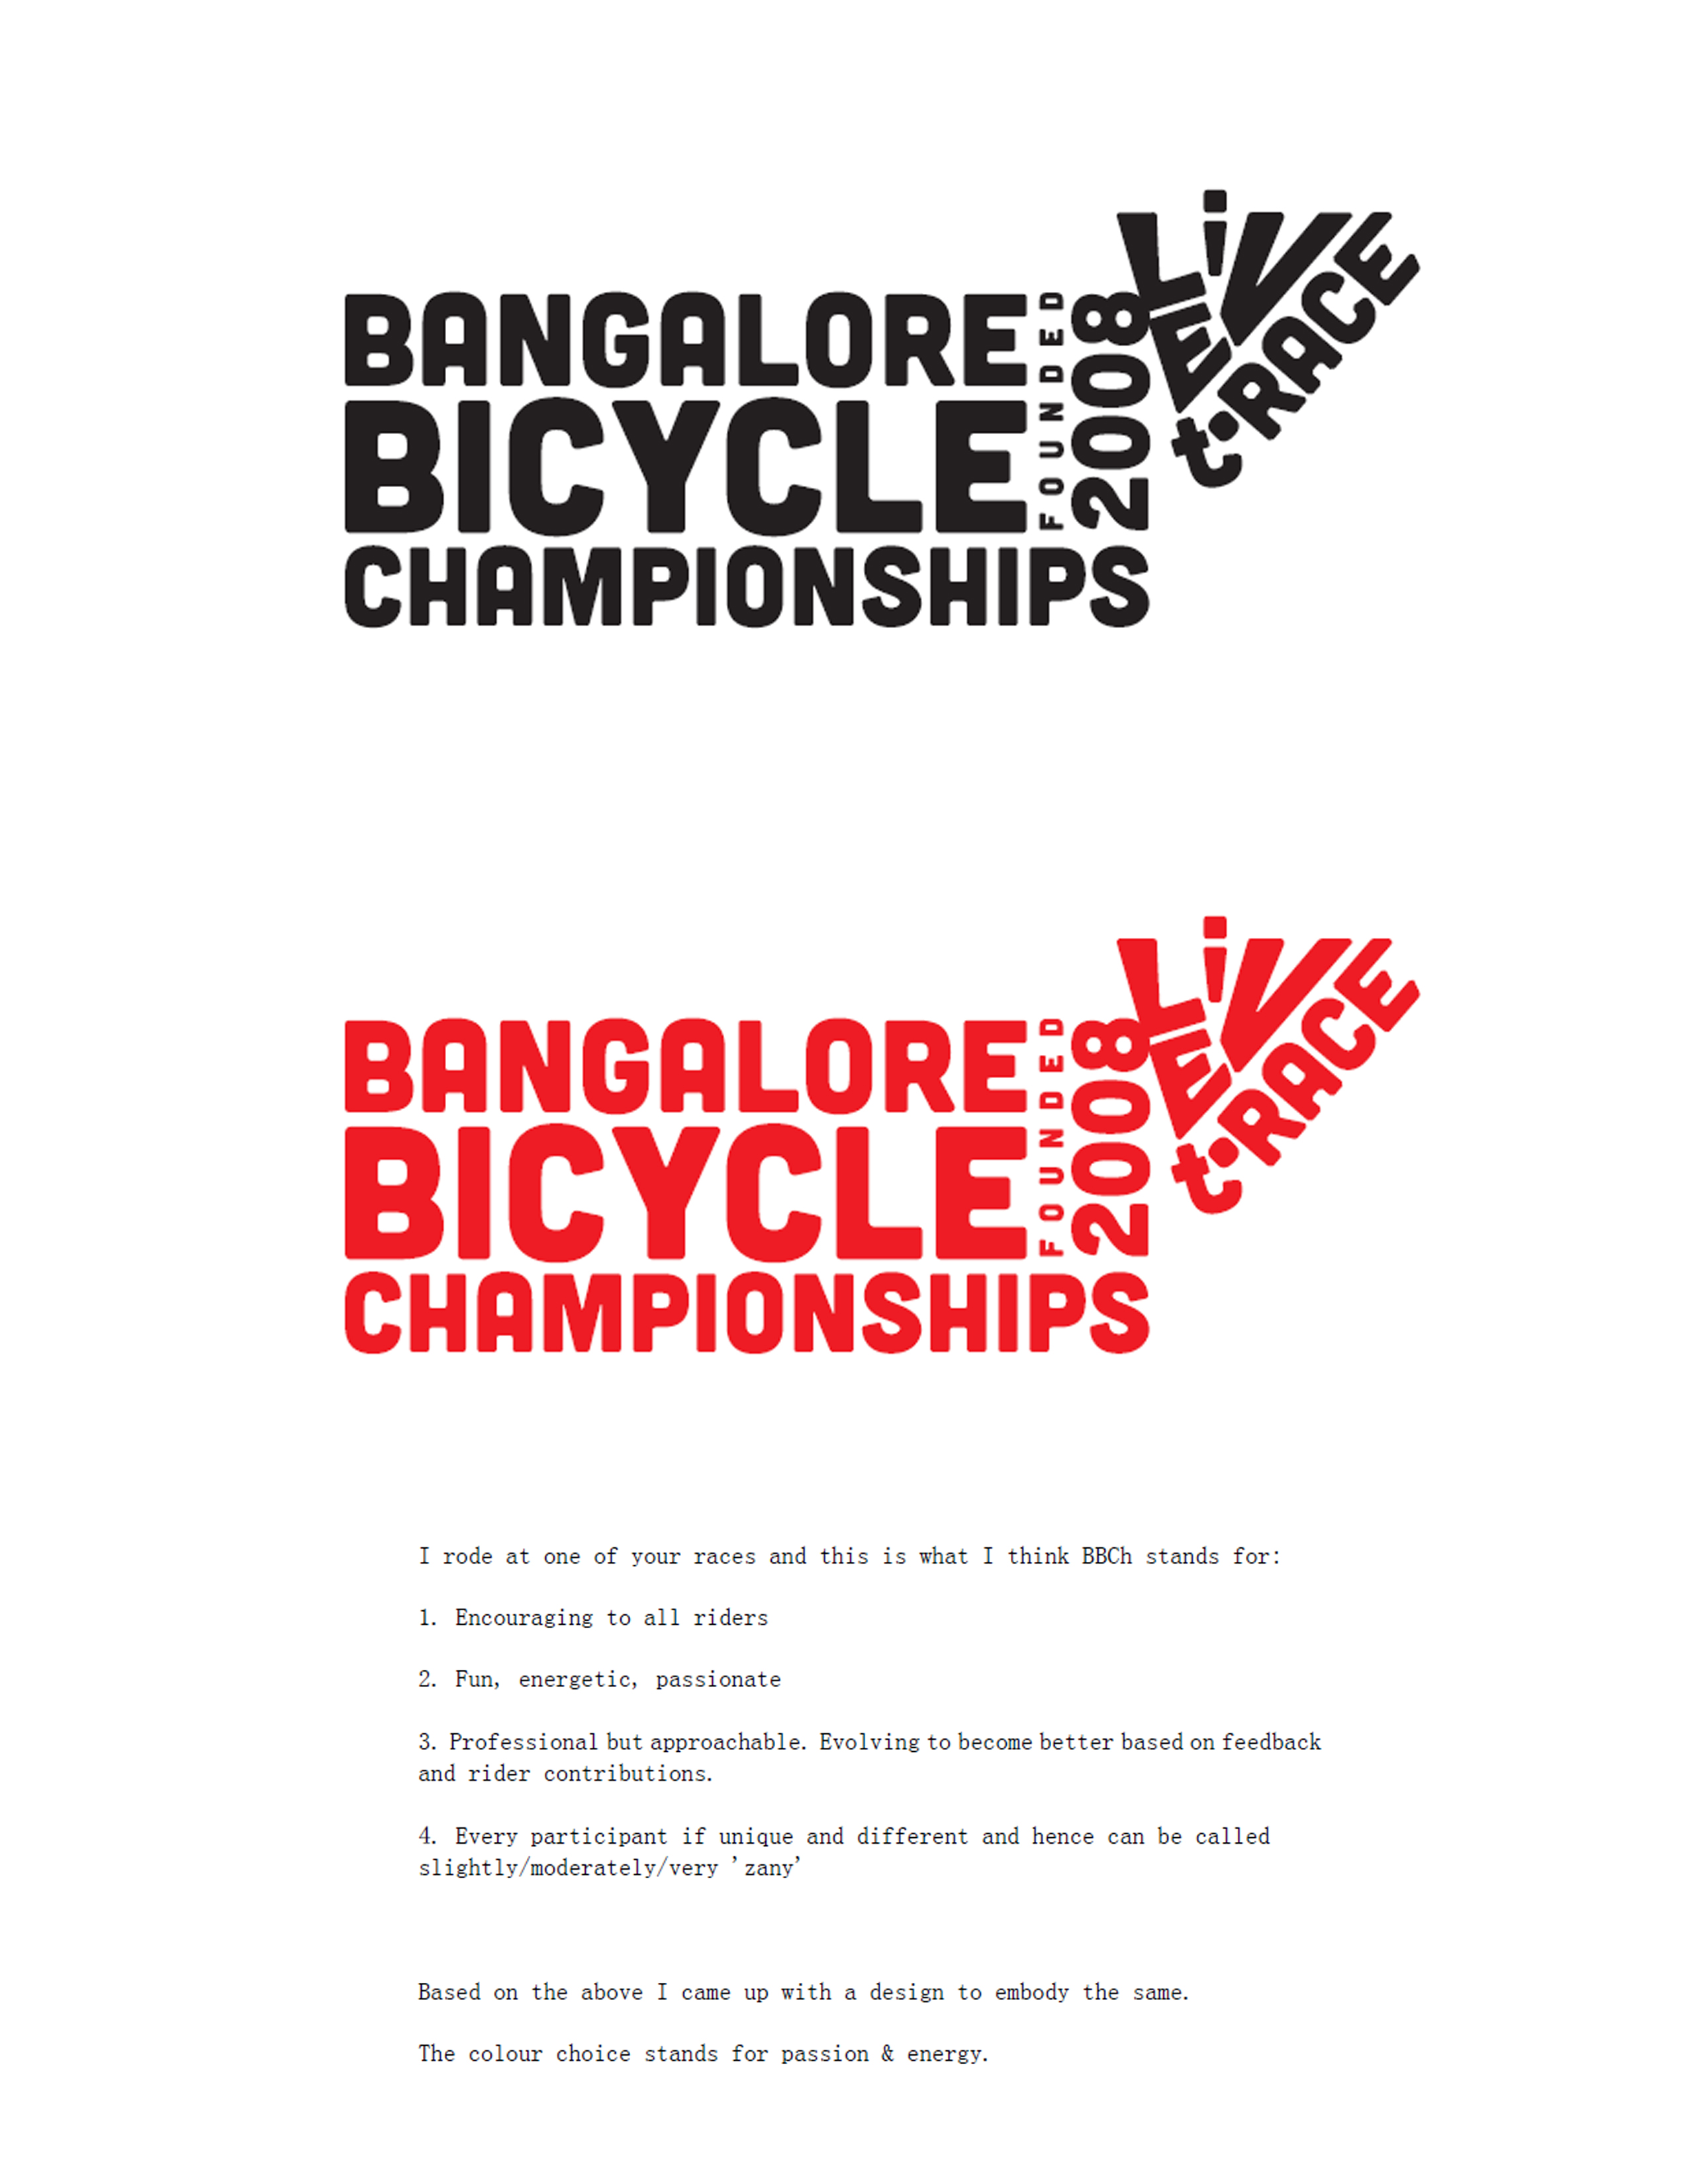 LiVE
t•RACE
BANGALORE
FOUNDED
2008
BICYCLE
CHAMPIONSHIPS
LiVE
t•RACE
BANGALORE
FOUNDED
2008
BICYCLE
CHAMPIONSHIPS
I rode at one of your races and this is what I think BBCh stands for:
1. Encouraging to all riders
2. Fun, energetic, passionate
3. Professional but approachable. Evolving to become better based on feedback
and rider contributions.
4. Every participant if unique and different and hence can be called
slightly/moderately/very 'zany'
Based on the above I came up with a design to embody the same.
The colour choice stands for passion & energy.